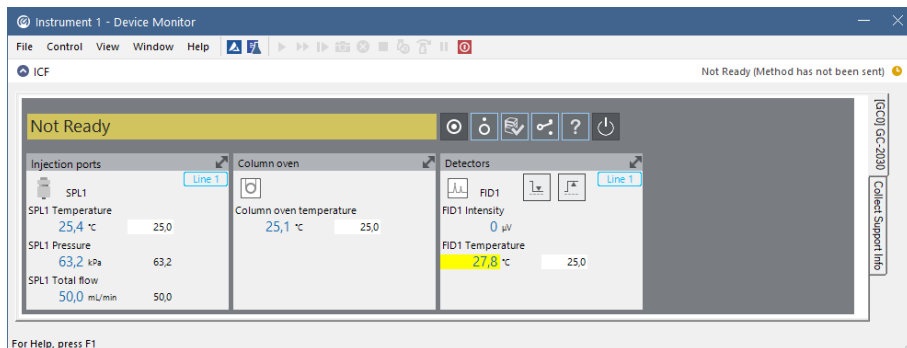 Instrument 1 - Device Monitor
File Control View Window Help
ICF
Not Ready (Method has not been sent)
Not Ready
?
Injection ports
SPL1
Line 1
SPL1 Temperature
25,4 °C 25,0
SPL1 Pressure
63,2 kPa 63,2
SPL1 Total flow
50,0 mL/min 50,0
Column oven
Column oven temperature
25,1 °C 25,0
Detectors
FID1
Line 1
FID1 Intensity
0 µV
FID1 Temperature
27,8 °C 25,0
[GC0] GC-2030
Collect Support Info
For Help, press F1